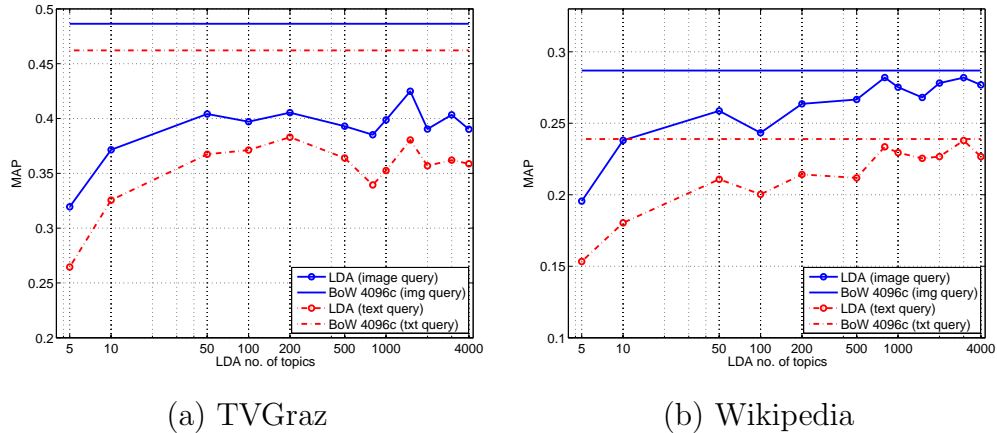 0.5
0.45
0.4
0.35
0.3
0.25
0.2
MAP
5 10 50 100 200 500 1000 4000
LDA no. of topics
LDA (image query)
BoW 4096c (img query)
LDA (text query)
BoW 4096c (txt query)
(a) TVGraz
0.3
0.25
0.2
0.15
0.1
MAP
5 10 50 100 200 500 1000 4000
LDA no. of topics
LDA (image query)
BoW 4096c (img query)
LDA (text query)
BoW 4096c (txt query)
(b) Wikipedia